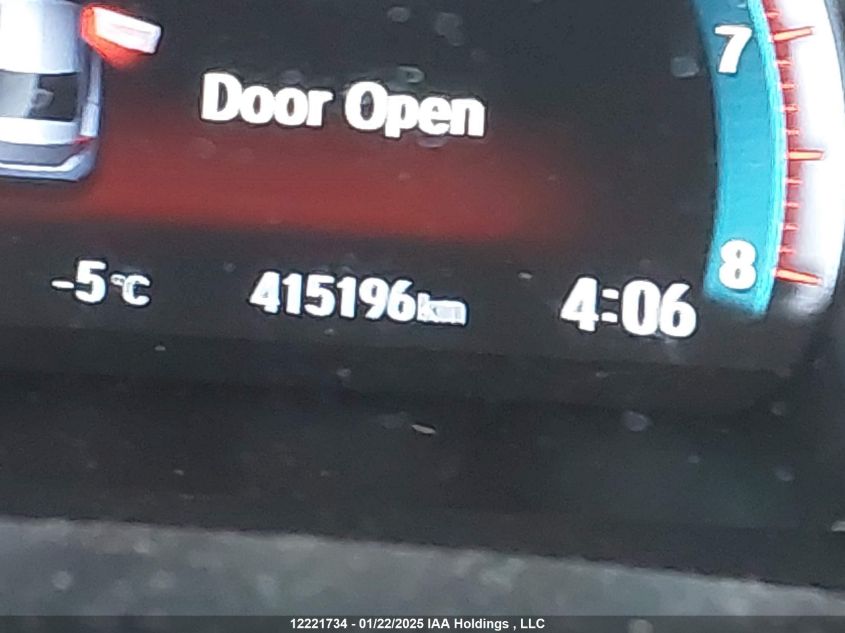 7
Door Open
8
-5°C 415196km 4:06
12221734 - 01/22/2025 IAA Holdings , LLC